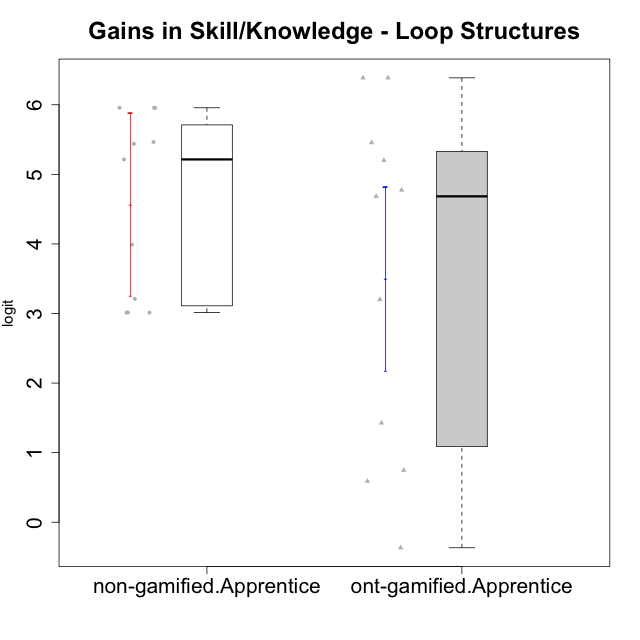 Gains in Skill/Knowledge - Loop Structures
6
5
4
3
2
1
0
logit
non-gamified.Apprentice ont-gamified.Apprentice